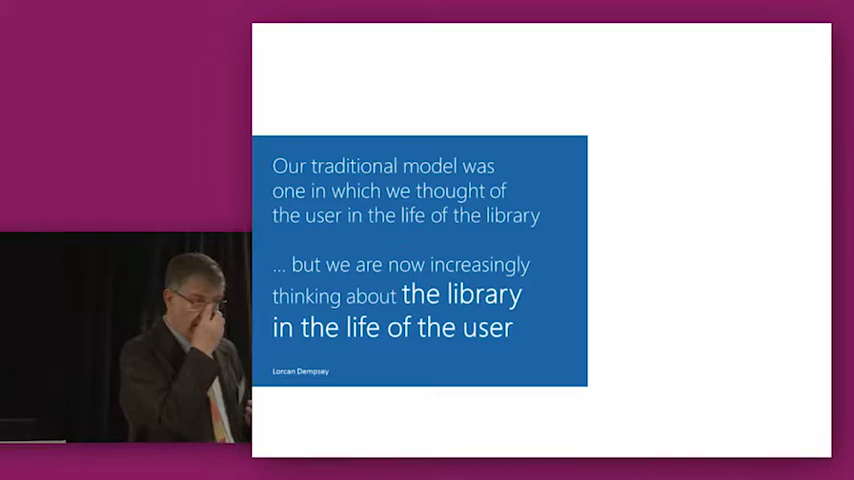 Our traditional model was
one in which we thought of
the user in the life of the library
... but we are now increasingly
thinking about the library
in the life of the user
Lorcan Dempsey